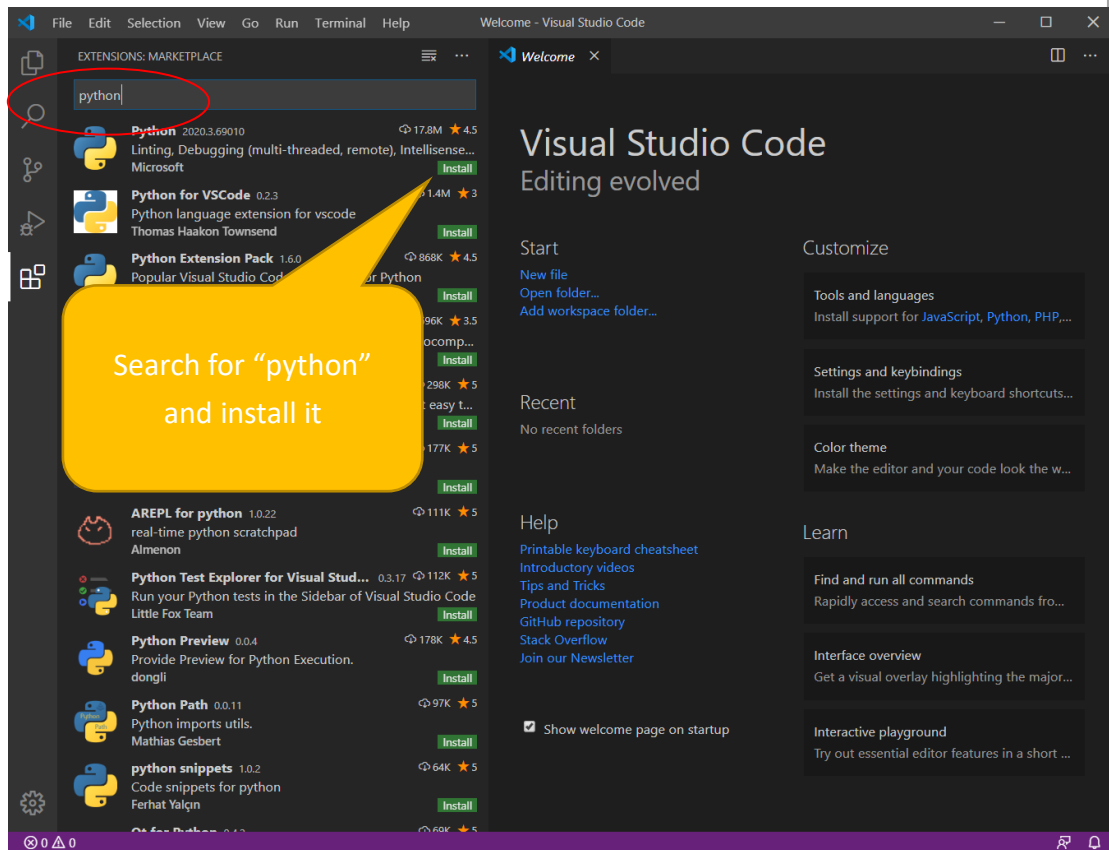 File Edit Selection View Go Run Terminal Help Welcome - Visual Studio Code
EXTENSIONS: MARKETPLACE
Welcome
python
Python 2020.3.69010 17.8M 4.5
Linting, Debugging (multi-threaded, remote), Intellisense...
Microsoft Install
Python for VSCode 0.2.3 1.4M 3
Python language extension for vscode
Thomas Haakon Townsend Install
Python Extension Pack 1.6.0 868K 4.5
Popular Visual Studio Python
Install
3.5
Install
298K 5
easy t...
Install
177K 5
Install
Search for “python”
and install it
AREPL for python 1.0.22 111K 5
real-time python scratchpad
Almenon Install
Python Test Explorer for Visual Stud... 0.3.17 112K 5
Run your Python tests in the Sidebar of Visual Studio Code
Little Fox Team Install
Python Preview 0.0.4 178K 4.5
Provide Preview for Python Execution.
dongli Install
Python Path 0.0.11 97K 5
Python imports utils.
Mathias Gesbert Install
python snippets 1.0.2 64K 5
Code snippets for python
Ferhat Yalçın Install
Visual Studio Code
Editing evolved
Start
New file
Open folder...
Add workspace folder...
Recent
No recent folders
Help
Printable keyboard cheatsheet
Introductory videos
Tips and Tricks
Product documentation
GitHub repository
Stack Overflow
Join our Newsletter
Show welcome page on startup
Customize
Tools and languages
Install support for JavaScript, Python, PHP,...
Settings and keybindings
Install the settings and keyboard shortcuts...
Color theme
Make the editor and your code look the w...
Learn
Find and run all commands
Rapidly access and search commands fro...
Interface overview
Get a visual overlay highlighting the major...
Interactive playground
Try out essential editor features in a short ...
0 0